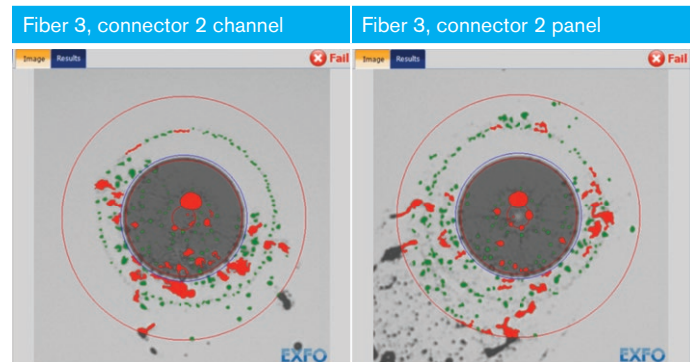 Fiber 3, connector 2 channel
Fiber 3, connector 2 panel
Image Results
Fail
Image Results
Fail
EXFO
EXFO